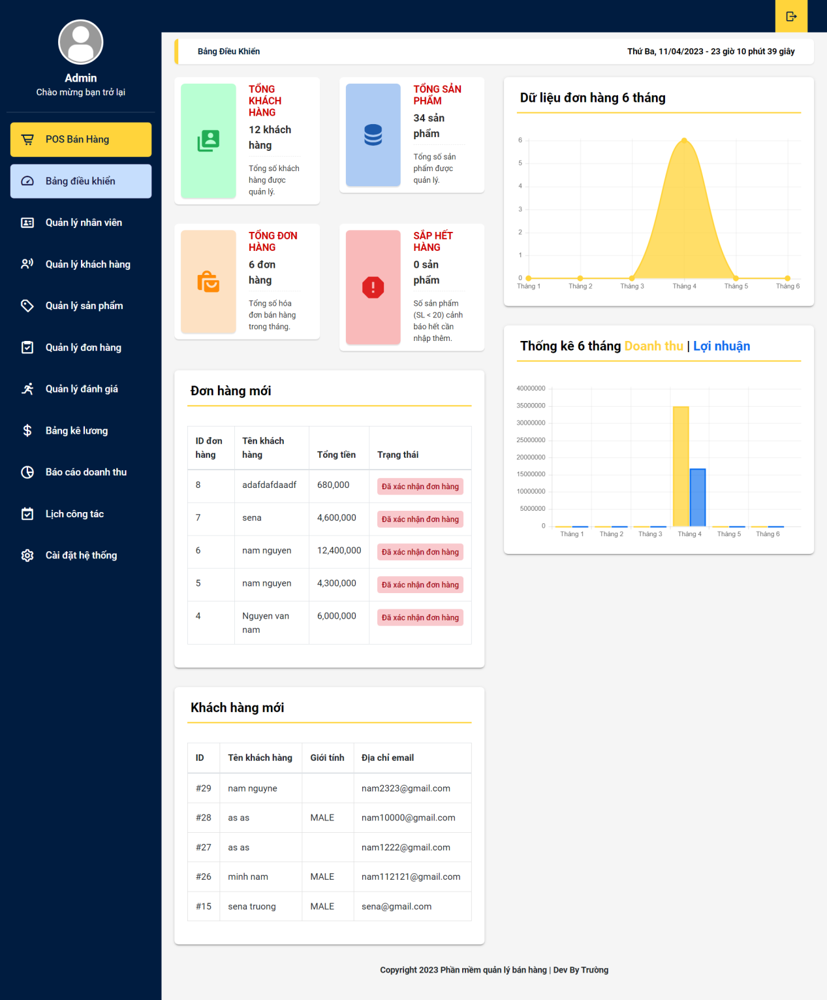 Admin
Chào mừng bạn trở lại
POS Bán Hàng
Bảng điều khiển
Quản lý nhân viên
Quản lý khách hàng
Quản lý sản phẩm
Quản lý đơn hàng
Quản lý đánh giá
Bảng kê lương
Báo cáo doanh thu
Lịch công tác
Cài đặt hệ thống
Bảng Điều Khiển
Thứ Ba, 11/04/2023 - 23 giờ 10 phút 39 giây
TỔNG
KHÁCH
HÀNG
12 khách
hàng
Tổng số khách
hàng được
quản lý.
TỔNG SẢN
PHẨM
34 sản
phẩm
Tổng số sản
phẩm được
quản lý.
TỔNG ĐƠN
HÀNG
6 đơn
hàng
Tổng số hóa
đơn bán hàng
trong tháng.
SẮP HẾT
HÀNG
0 sản
phẩm
Số sản phẩm
(SL < 20) cảnh
báo hết cần
nhập thêm.
Đơn hàng mới
ID đơn
hàng
Tên khách
hàng
Tổng tiền
Trạng thái
8 adafdafdaadf 680,000 Đã xác nhận đơn hàng
7 sena 4,600,000 Đã xác nhận đơn hàng
6 nam nguyen 12,400,000 Đã xác nhận đơn hàng
5 nam nguyen 4,300,000 Đã xác nhận đơn hàng
4 Nguyen van
nam
6,000,000 Đã xác nhận đơn hàng
Khách hàng mới
ID Tên khách hàng Giới tính Địa chỉ email
#29 nam nguyne nam2323@gmail.com
#28 as as MALE nam10000@gmail.com
#27 as as nam1222@gmail.com
#26 minh nam MALE nam112121@gmail.com
#15 sena truong MALE sena@gmail.com
Dữ liệu đơn hàng 6 tháng
6
5
4
3
2
1
0
Tháng 1 Tháng 2 Tháng 3 Tháng 4 Tháng 5 Tháng 6
Thống kê 6 tháng Doanh thu | Lợi nhuận
40000000
35000000
30000000
25000000
20000000
15000000
10000000
5000000
0
Tháng 1 Tháng 2 Tháng 3 Tháng 4 Tháng 5 Tháng 6
Copyright 2023 Phần mềm quản lý bán hàng | Dev By Trường